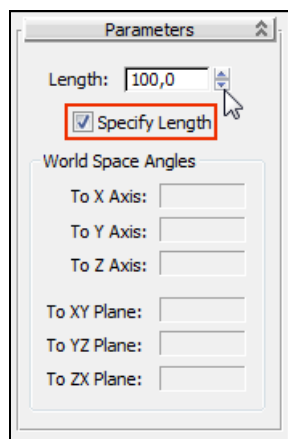 Parameters
Length: 100,0
Specify Length
World Space Angles
To X Axis:
To Y Axis:
To Z Axis:
To XY Plane:
To YZ Plane:
To ZX Plane: